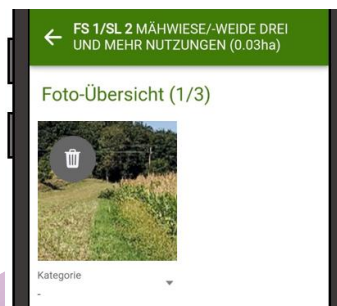 FS 1/SL 2 MÄHWIESE/-WEIDE DREI
UND MEHR NUTZUNGEN (0.03ha)
Foto-Übersicht (1/3)
Kategorie
-